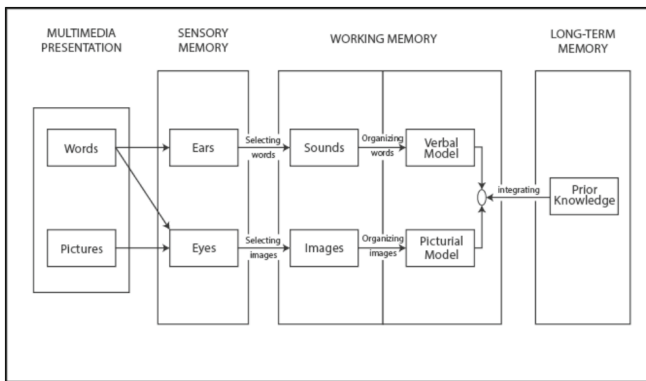 MULTIMEDIA
PRESENTATION
SENSORY
MEMORY
WORKING MEMORY
LONG-TERM
MEMORY
Words
Ears
Selecting
words
Sounds
Organizing
words
Verbal
Model
integrating
Prior
Knowledge
Pictures
Eyes
Selecting
images
Images
Organizing
images
Picturial
Model